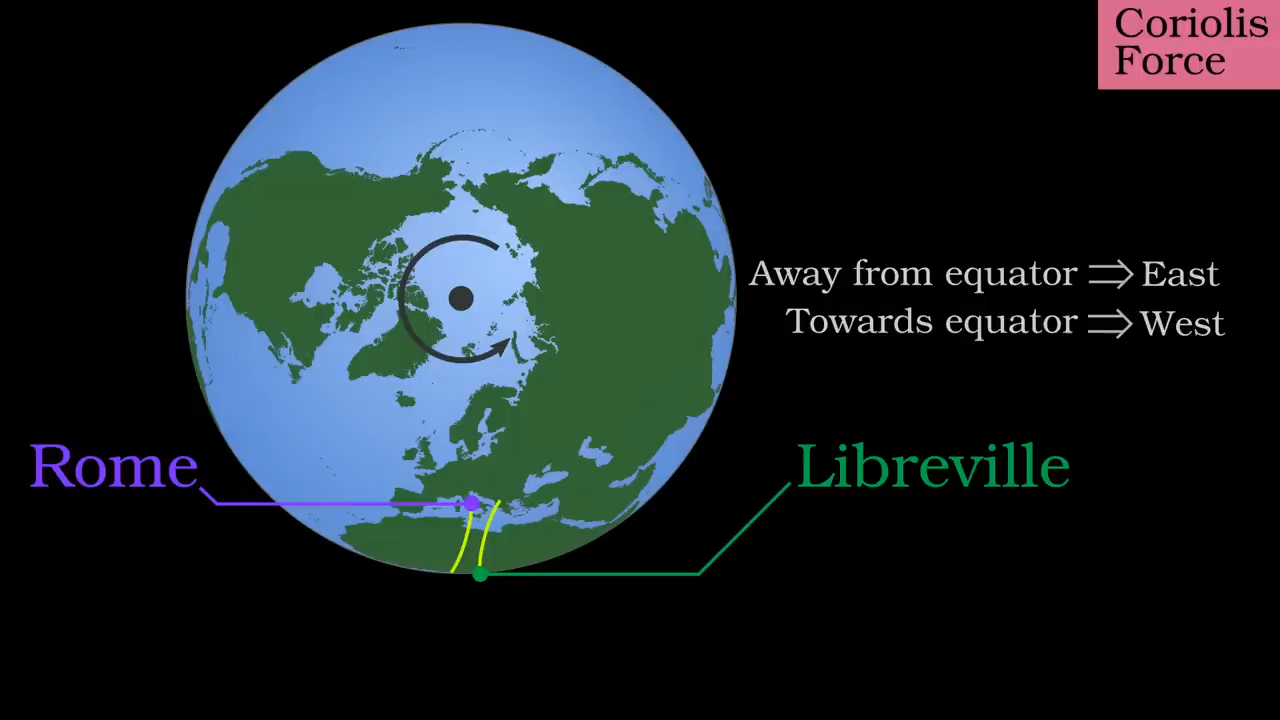 Coriolis
Force
Away from equator ⇒ East
Towards equator ⇒ West
Rome
Libreville